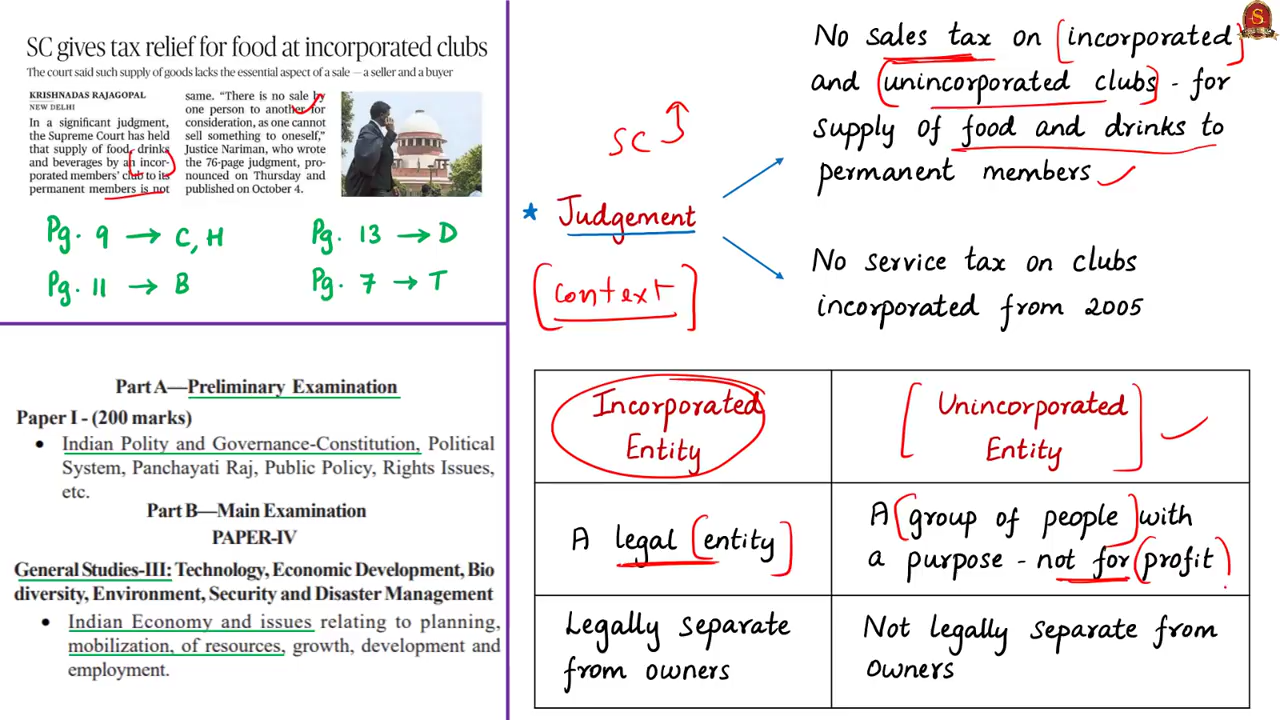 SC gives tax relief for food at incorporated clubs
The court said such supply of goods lacks the essential aspect of a sale — a seller and a buyer
KRISHNADAS RAJAGOPAL
NEW DELHI
In a significant judgment,
the Supreme Court has held
that supply of food, drinks
and beverages by an incor-
porated members' club to its
permanent members is not
same. "There is no sale by
one person to another for
consideration, as one cannot
sell something to oneself,"
Justice Nariman, who wrote
the 76-page judgment, pro-
nounced on Thursday and
published on October 4.
Pg. 9 → C, H
Pg. 13 → D
Pg. 11 → B
Pg. 7 → T
Part A—Preliminary Examination
Paper I - (200 marks)
• Indian Polity and Governance-Constitution, Political
System, Panchayati Raj, Public Policy, Rights Issues,
etc.
Part B—Main Examination
PAPER-IV
General Studies-III: Technology, Economic Development, Bio
diversity, Environment, Security and Disaster Management
• Indian Economy and issues relating to planning,
mobilization, of resources, growth, development and
employment.
SC
* Judgement
[Context]
No sales tax on [incorporated]
and (unincorporated clubs] - for
supply of food and drinks to
permanent members
No service tax on clubs
incorporated from 2005
Incorporated
Entity
[Unincorporated
Entity]
A legal [entity]
A (group of people) with
a purpose - not for (profit)
Legally separate
from owners
Not legally separate from
owners
S